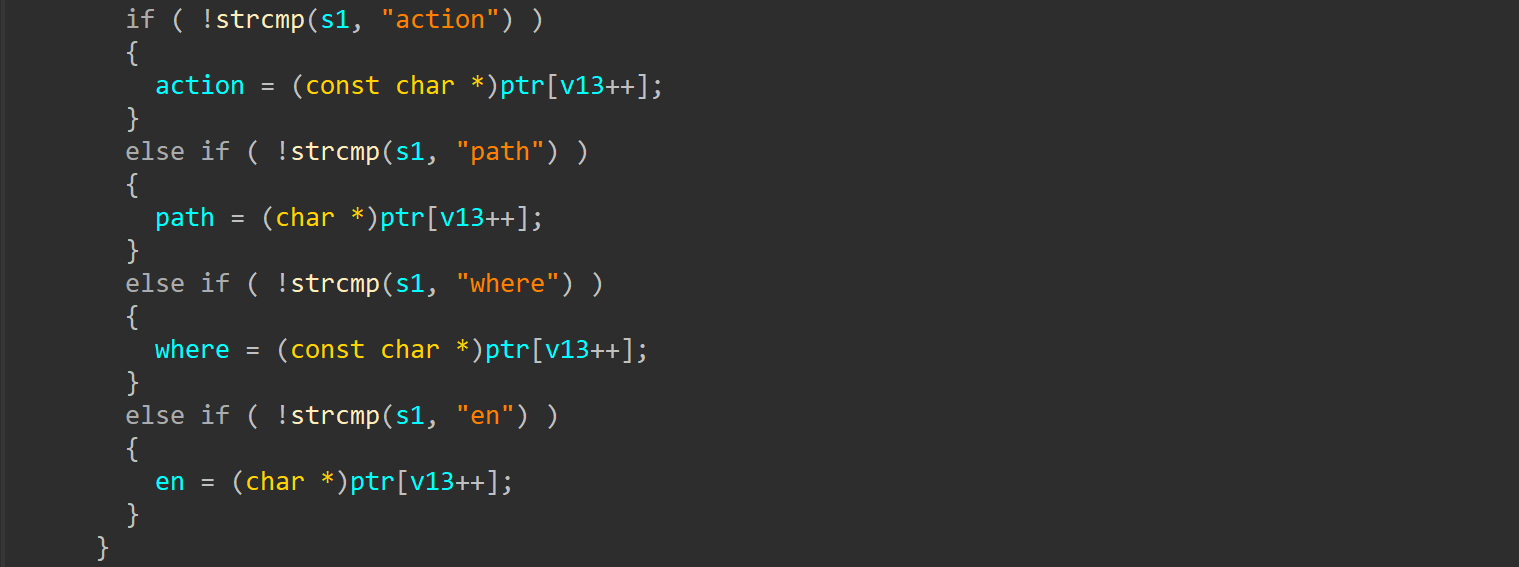 if ( !strcmp(s1, "action") )
{
action = (const char *)ptr[v13++];
}
else if ( !strcmp(s1, "path") )
{
path = (char *)ptr[v13++];
}
else if ( !strcmp(s1, "where") )
{
where = (const char *)ptr[v13++];
}
else if ( !strcmp(s1, "en") )
{
en = (char *)ptr[v13++];
}
}